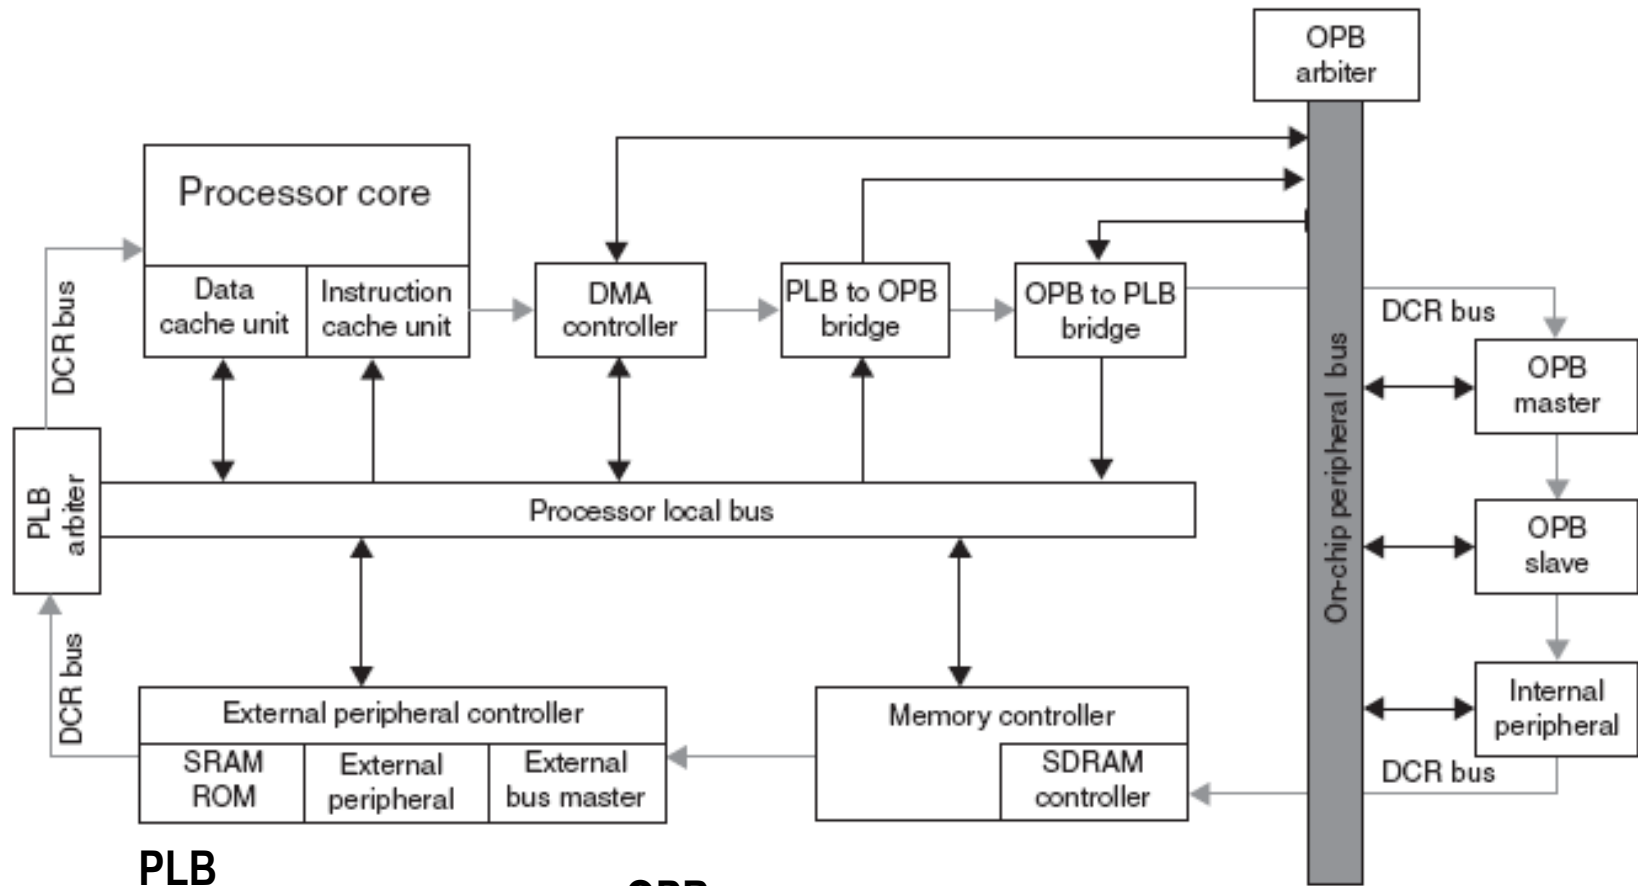 OPB
arbiter
Processor core
Data
cache unit
Instruction
cache unit
DMA
controller
PLB to OPB
bridge
OPB to PLB
bridge
DCR bus
DCR bus
OPB
master
On-chip peripheral bus
PLB
arbiter
Processor local bus
OPB
slave
DCR bus
External peripheral controller
SRAM
ROM
External
peripheral
External
bus master
Memory controller
SDRAM
controller
Internal
peripheral
DCR bus
PLB
OPB